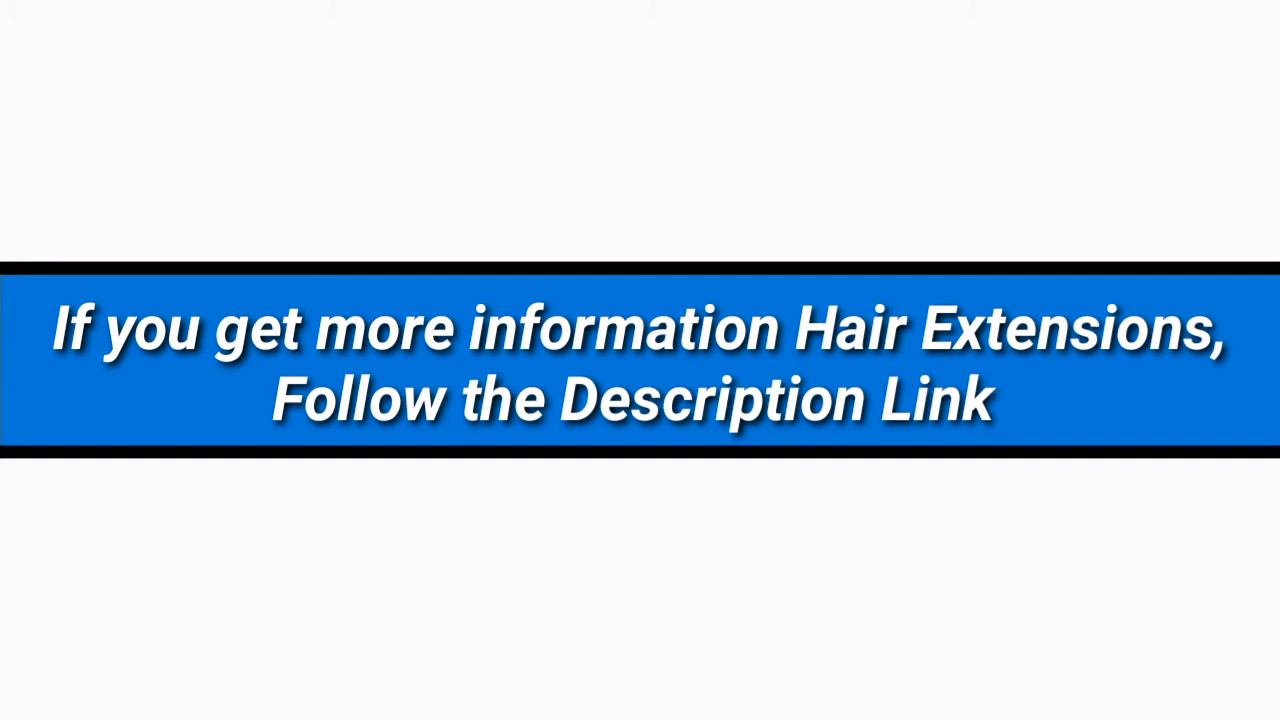 If you get more information Hair Extensions,
Follow the Description Link